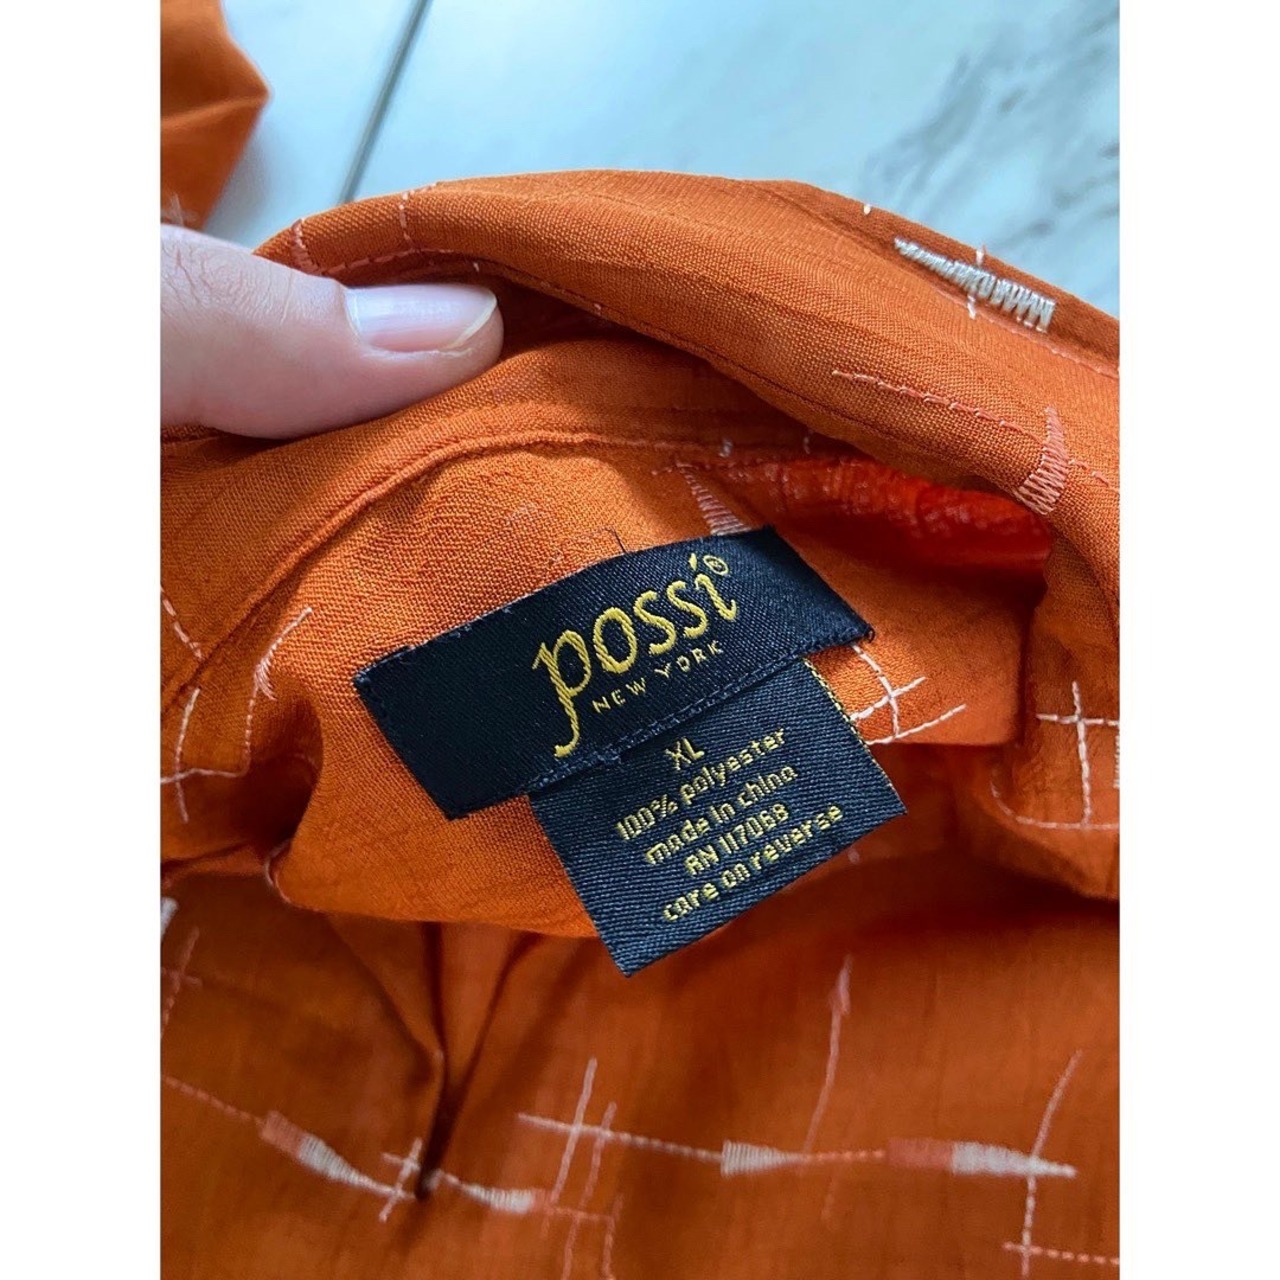 possi®
NEW YORK
XL
100% polyester
made in china
RN 117068
care on reverse